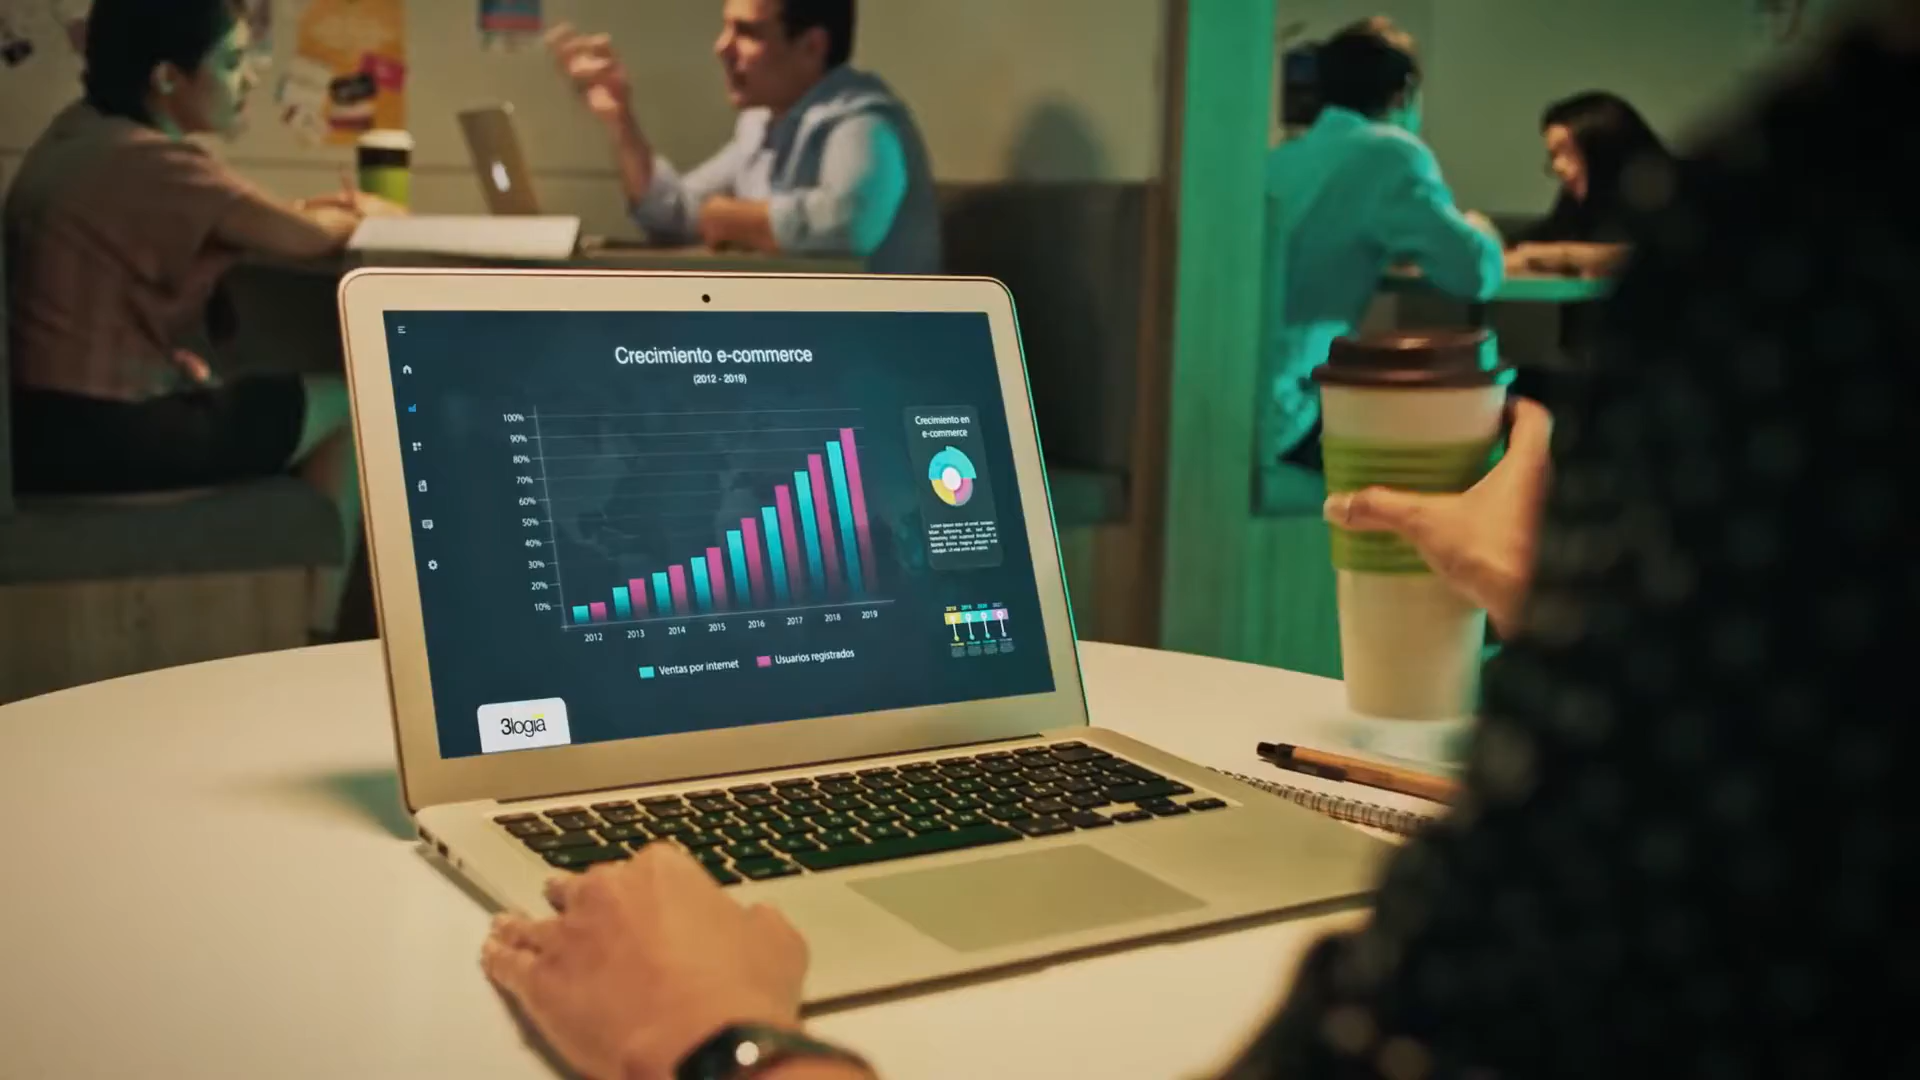 Crecimiento e-commerce
(2012 - 2019)
100%
90%
80%
70%
60%
50%
40%
30%
20%
10%
2012
2013
2014
2015
2016
2017
2018
2019
Ventas por internet
Usuarios registrados
Crecimiento en
e-commerce
3logia